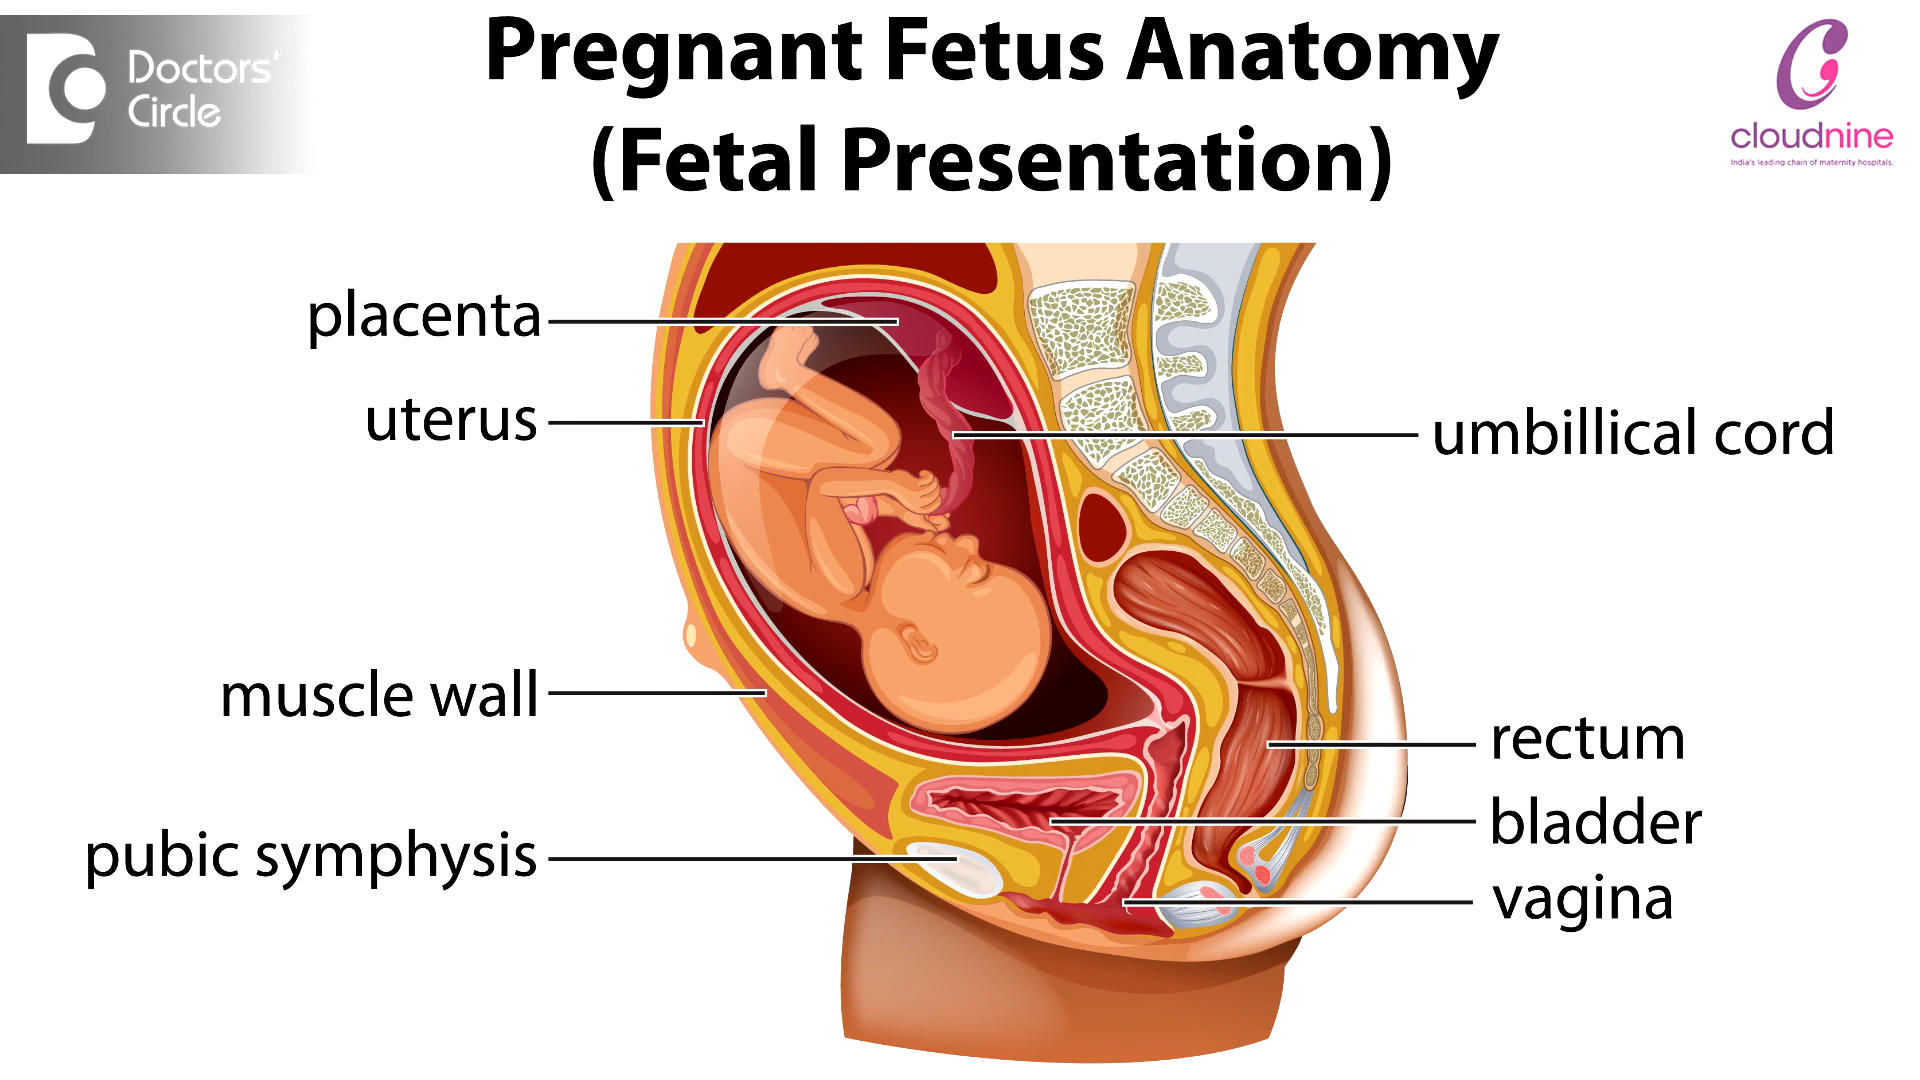 Doctors'
Circle
Pregnant Fetus Anatomy
(Fetal Presentation)
cloudnine
India's leading chain of maternity hospitals.
placenta
uterus
umbillical cord
muscle wall
rectum
bladder
pubic symphysis
vagina